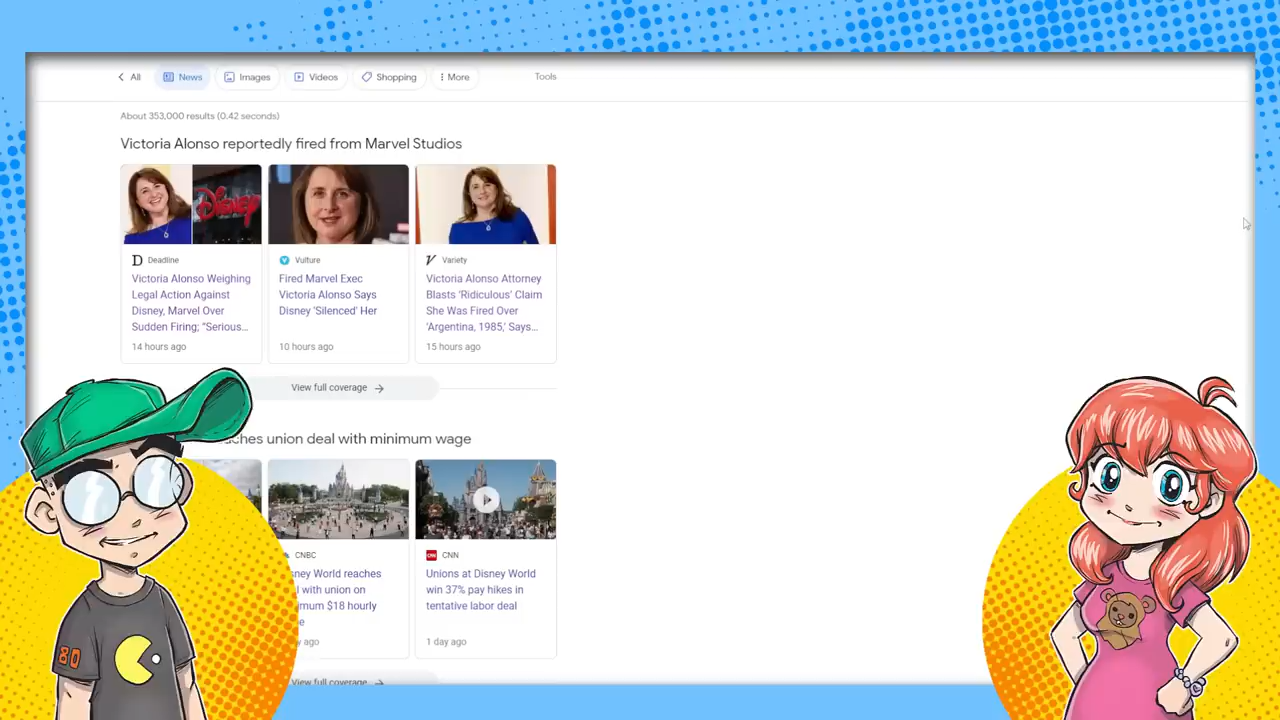 All
News
Images
Videos
Shopping
More
Tools
About 353,000 results (0.42 seconds)
Victoria Alonso reportedly fired from Marvel Studios
Disney
Deadline
Victoria Alonso Weighing
Legal Action Against
Disney, Marvel Over
Sudden Firing; “Serious...
14 hours ago
Vulture
Fired Marvel Exec
Victoria Alonso Says
Disney 'Silenced' Her
10 hours ago
Variety
Victoria Alonso Attorney
Blasts 'Ridiculous' Claim
She Was Fired Over
'Argentina, 1985,' Says...
15 hours ago
View full coverage
aches union deal with minimum wage
CNBC
ney World reaches
l with union on
imum $18 hourly
e
ago
CNN
Unions at Disney World
win 37% pay hikes in
tentative labor deal
1 day ago
View full coverage
80